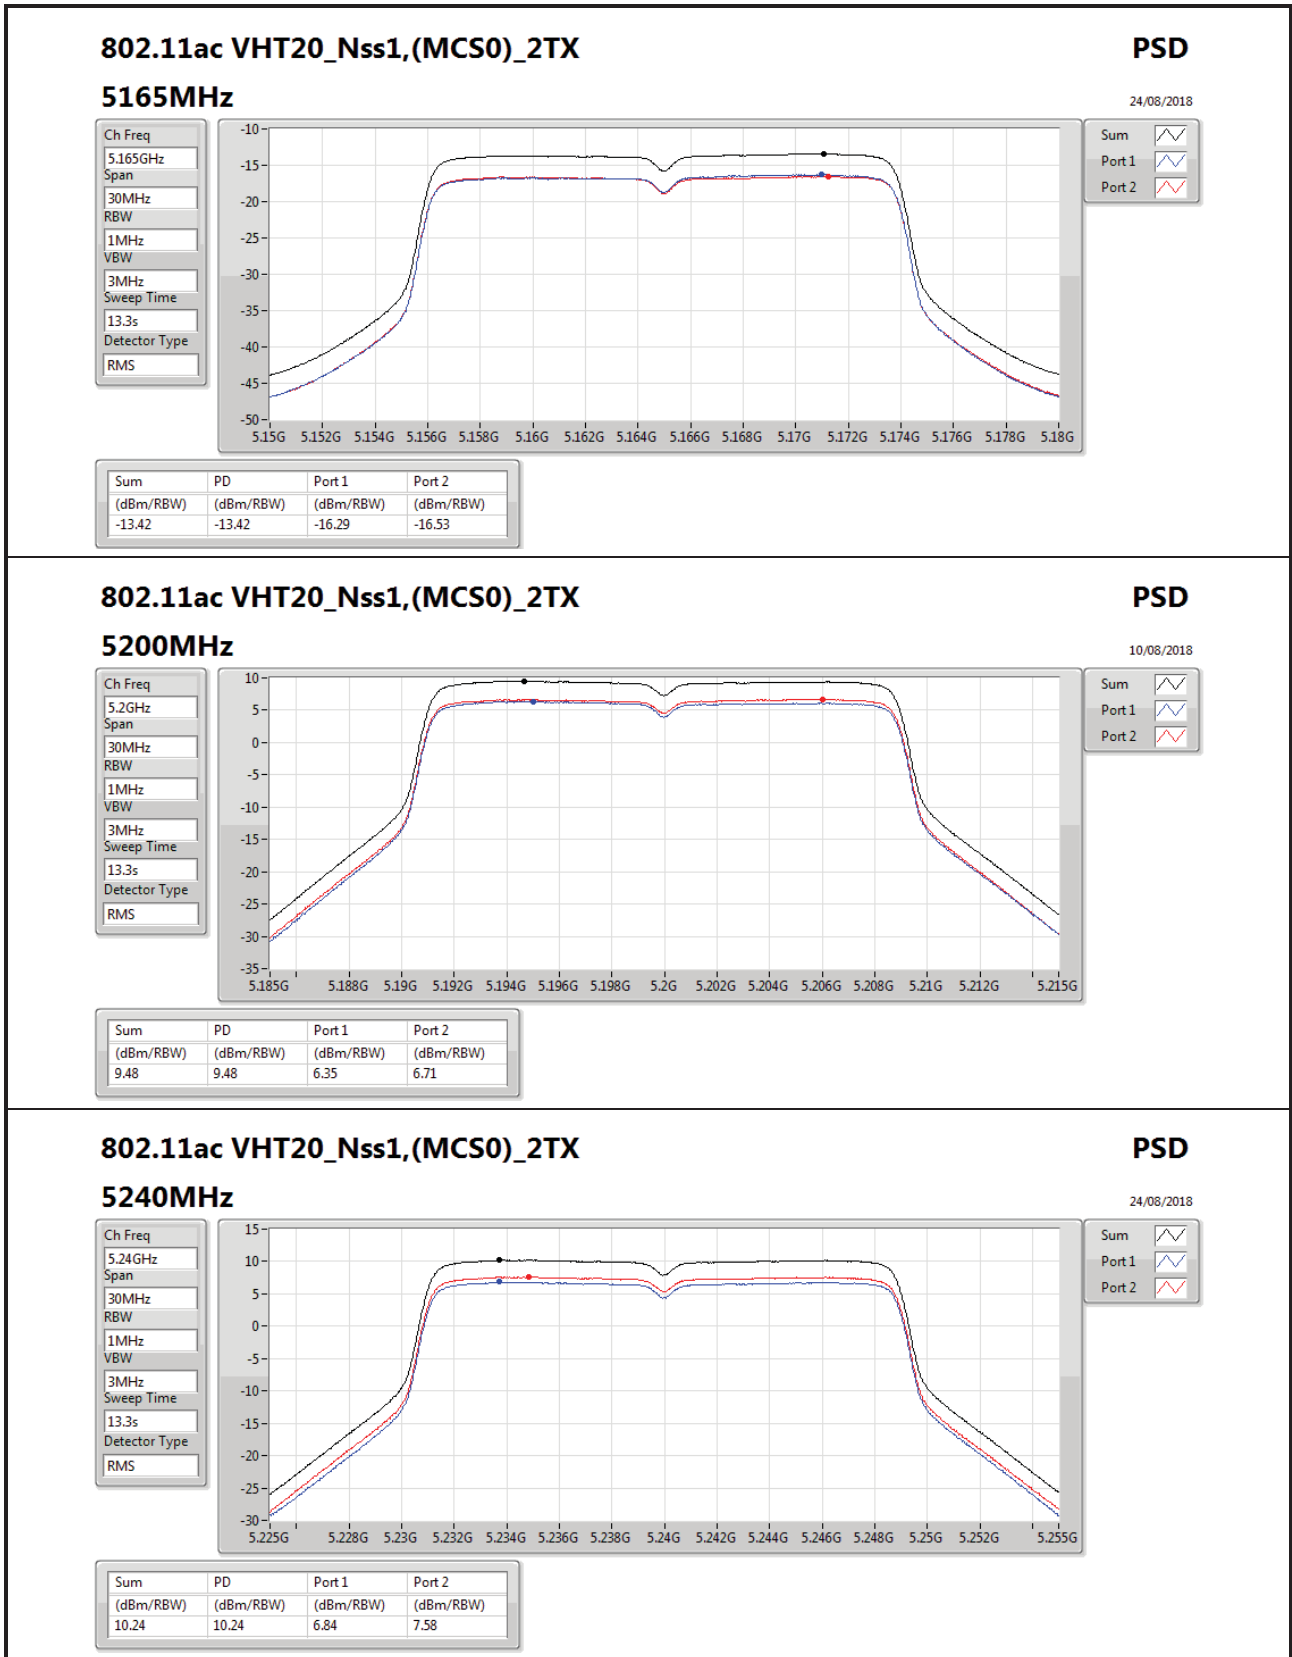 802.11ac VHT20_Nss1,(MCS0)_2TX PSD
5165MHz 24/08/2018
Ch Freq
5.165GHz
Span
30MHz
RBW
1MHz
VBW
3MHz
Sweep Time
13.3s
Detector Type
RMS
-10
-15
-20
-25
-30
-35
-40
-45
-50
5.15G 5.152G 5.154G 5.156G 5.158G 5.16G 5.162G 5.164G 5.166G 5.168G 5.17G 5.172G 5.174G 5.176G 5.178G 5.18G
Sum
Port 1
Port 2
Sum PD Port 1 Port 2
(dBm/RBW) (dBm/RBW) (dBm/RBW) (dBm/RBW)
-13.42 -13.42 -16.29 -16.53
802.11ac VHT20_Nss1,(MCS0)_2TX PSD
5200MHz 10/08/2018
Ch Freq
5.2GHz
Span
30MHz
RBW
1MHz
VBW
3MHz
Sweep Time
13.3s
Detector Type
RMS
10
5
0
-5
-10
-15
-20
-25
-30
-35
5.185G 5.188G 5.19G 5.192G 5.194G 5.196G 5.198G 5.2G 5.202G 5.204G 5.206G 5.208G 5.21G 5.212G 5.215G
Sum
Port 1
Port 2
Sum PD Port 1 Port 2
(dBm/RBW) (dBm/RBW) (dBm/RBW) (dBm/RBW)
9.48 9.48 6.35 6.71
802.11ac VHT20_Nss1,(MCS0)_2TX PSD
5240MHz 24/08/2018
Ch Freq
5.24GHz
Span
30MHz
RBW
1MHz
VBW
3MHz
Sweep Time
13.3s
Detector Type
RMS
15
10
5
0
-5
-10
-15
-20
-25
-30
5.225G 5.228G 5.23G 5.232G 5.234G 5.236G 5.238G 5.24G 5.242G 5.244G 5.246G 5.248G 5.25G 5.252G 5.255G
Sum
Port 1
Port 2
Sum PD Port 1 Port 2
(dBm/RBW) (dBm/RBW) (dBm/RBW) (dBm/RBW)
10.24 10.24 6.84 7.58